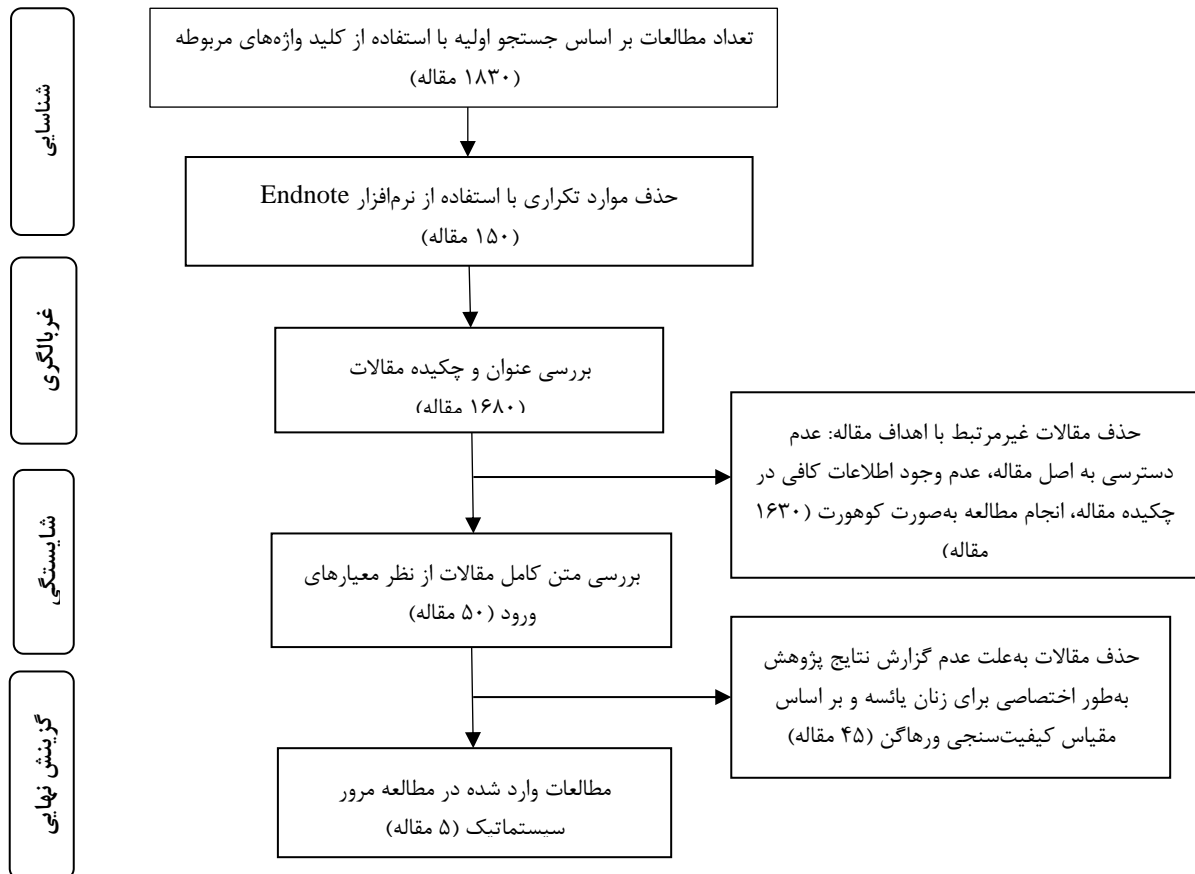 شناسایی
تعداد مطالعات بر اساس جستجو اولیه با استفاده از کلید واژه‌های مربوطه
(۱۸۳۰ مقاله)
حذف موارد تکراری با استفاده از نرم‌افزار Endnote
(۱۵۰ مقاله)
غربالگری
بررسی عنوان و چکیده مقالات
(۱۶۸۰ مقاله)
حذف مقالات غیرمرتبط با اهداف مقاله: عدم
دسترسی به اصل مقاله، عدم وجود اطلاعات کافی در
چکیده مقاله، انجام مطالعه به‌صورت کوهورت (۱۶۳۰
مقاله)
شایستگی
بررسی متن کامل مقالات از نظر معیارهای
ورود (۵۰ مقاله)
حذف مقالات به‌علت عدم گزارش نتایج پژوهش
به‌طور اختصاصی برای زنان یائسه و بر اساس
مقیاس کیفیت‌سنجی ورهاگن (۴۵ مقاله)
گزینش نهایی
مطالعات وارد شده در مطالعه مرور
سیستماتیک (۵ مقاله)